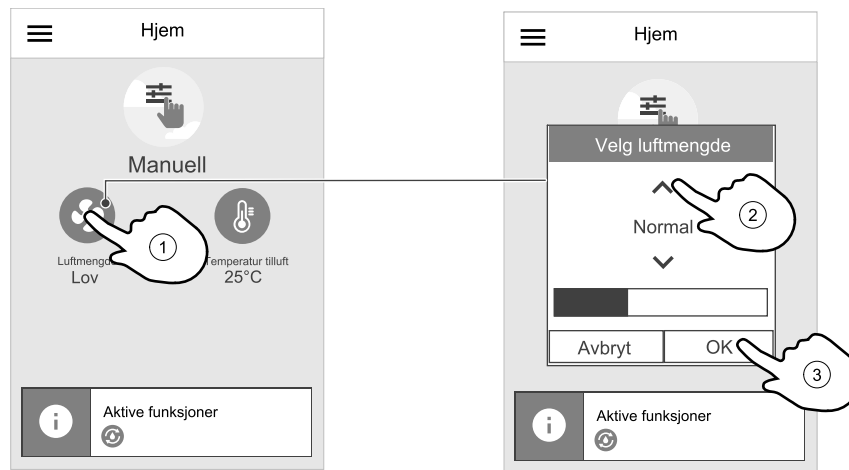 Hjem
Manuell
Luftmengde
Lov
Temperatur tilluft
25°C
1
Aktive funksjoner
i
Hjem
Velg luftmengde
Normal
2
Avbryt
OK
3
Aktive funksjoner
i